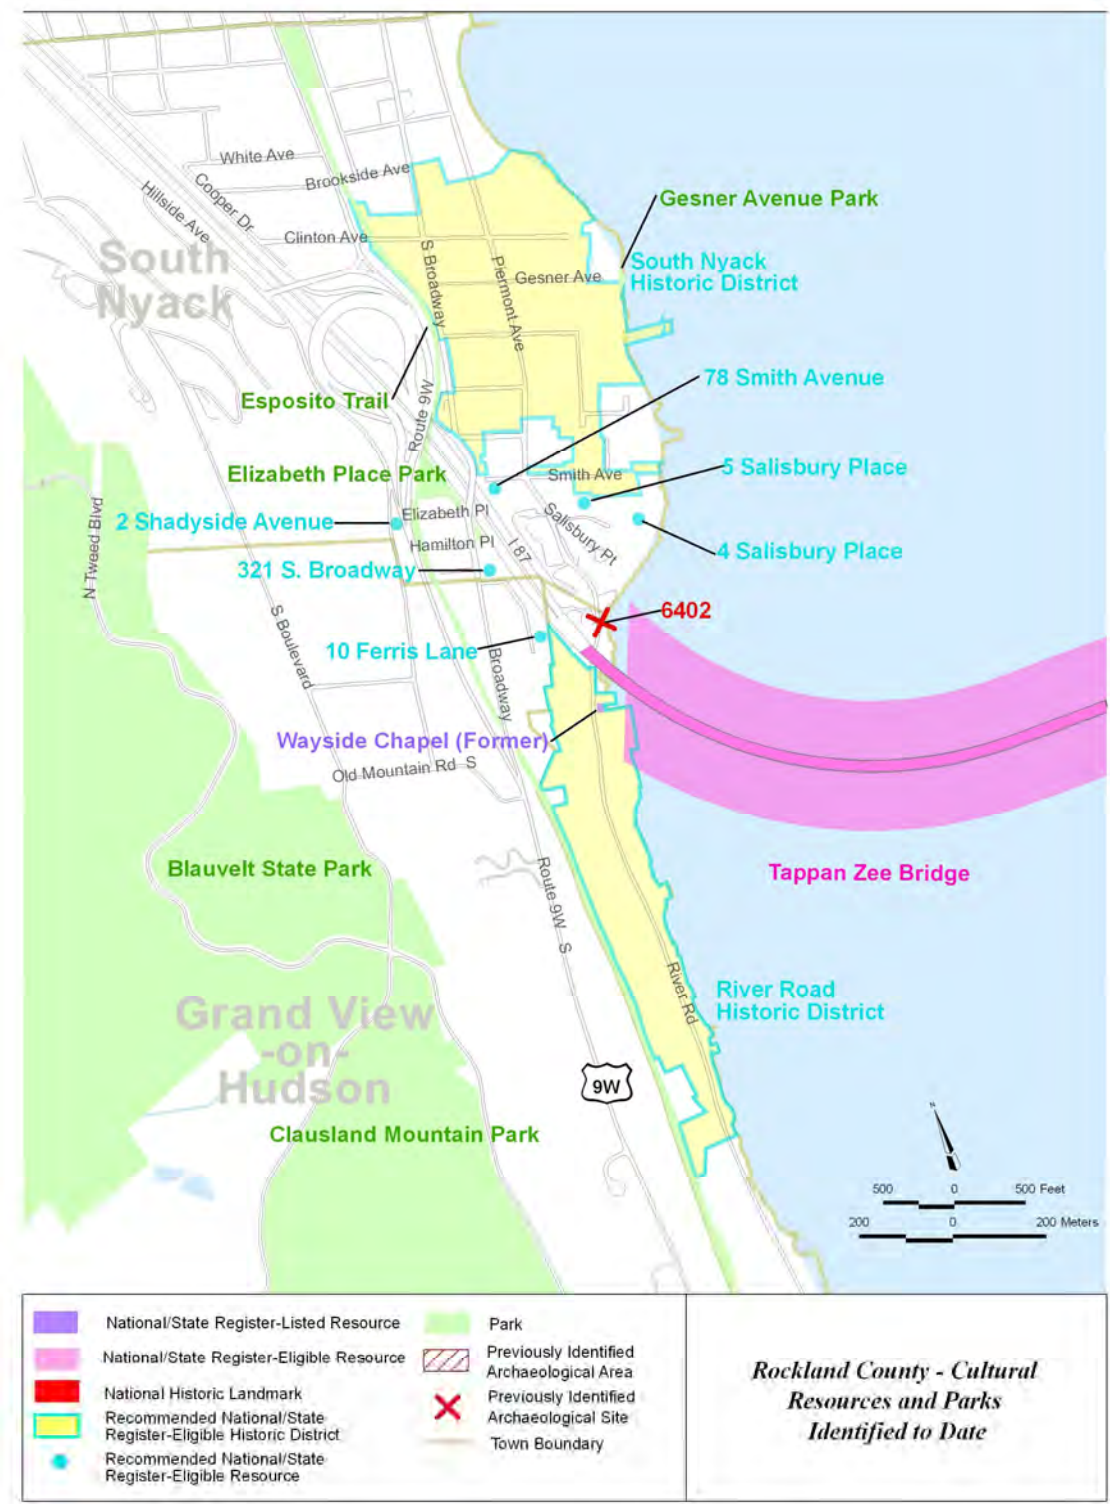 White Ave
Brookside Ave
Cooper Dr
Hillside Ave
Gesner Avenue Park
Clinton Ave
South
Nyack
S Broadway
Piermont Ave
Gesner Ave
South Nyack
Historic District
78 Smith Avenue
Esposito Trail
Route 9W
Elizabeth Place Park
Smith Ave
5 Salisbury Place
N Tweed Blvd
2 Shadyside Avenue
Elizabeth Pl
Salisbury Pt
Hamilton Pl
I 87
4 Salisbury Place
321 S. Broadway
6402
S Boulevard
10 Ferris Lane
Broadway
Wayside Chapel (Former)
Old Mountain Rd S
Blauvelt State Park
Tappan Zee Bridge
Route 9W S
River Rd
River Road
Historic District
Grand View
-on-
Hudson
9W
Clausland Mountain Park
N
500 0 500 Feet
200 0 200 Meters
National/State Register-Listed Resource
National/State Register-Eligible Resource
National Historic Landmark
Recommended National/State
Register-Eligible Historic District
Recommended National/State
Register-Eligible Resource
Park
Previously Identified
Archaeological Area
Previously Identified
Archaeological Site
Town Boundary
Rockland County - Cultural
Resources and Parks
Identified to Date